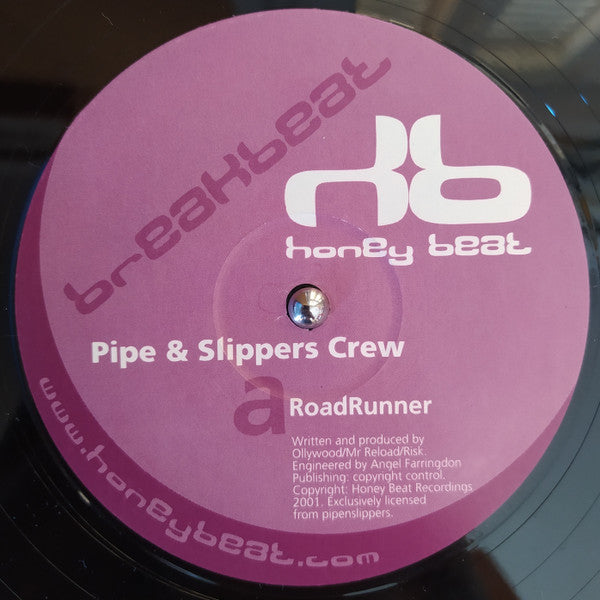 breakbeat
hb
honey beat
Pipe & Slippers Crew
a RoadRunner
Written and produced by
Ollywood/Mr Reload/Risk.
Engineered by Angel Farringdon
Publishing: copyright control.
Copyright: Honey Beat Recordings
2001. Exclusively licensed
from pipenslippers.
www.honeybeat.com